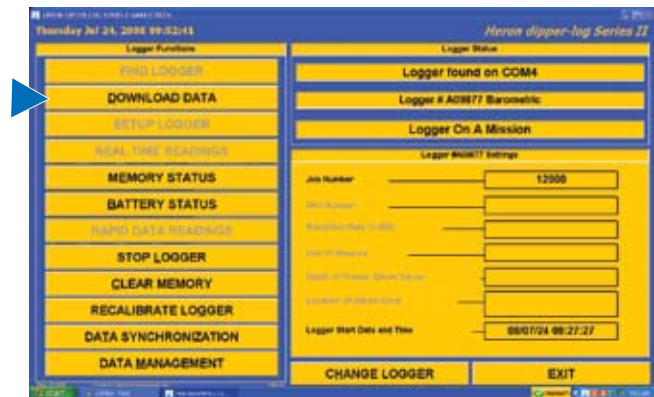 Thursday Jul 24, 2008 09:52:41
Heron dipper-log Series II
Logger Functions
FIND LOGGER
DOWNLOAD DATA
SETUP LOGGER
REAL TIME READINGS
MEMORY STATUS
BATTERY STATUS
RAPID DATA READINGS
STOP LOGGER
CLEAR MEMORY
RECALIBRATE LOGGER
DATA SYNCHRONIZATION
DATA MANAGEMENT
Logger Status
Logger found on COM4
Logger # A09877 Barometric
Logger On A Mission
Logger #A09877 Settings
Job Number 12000
Logger Start Date and Time 08/07/24 09:27:27
CHANGE LOGGER
EXIT